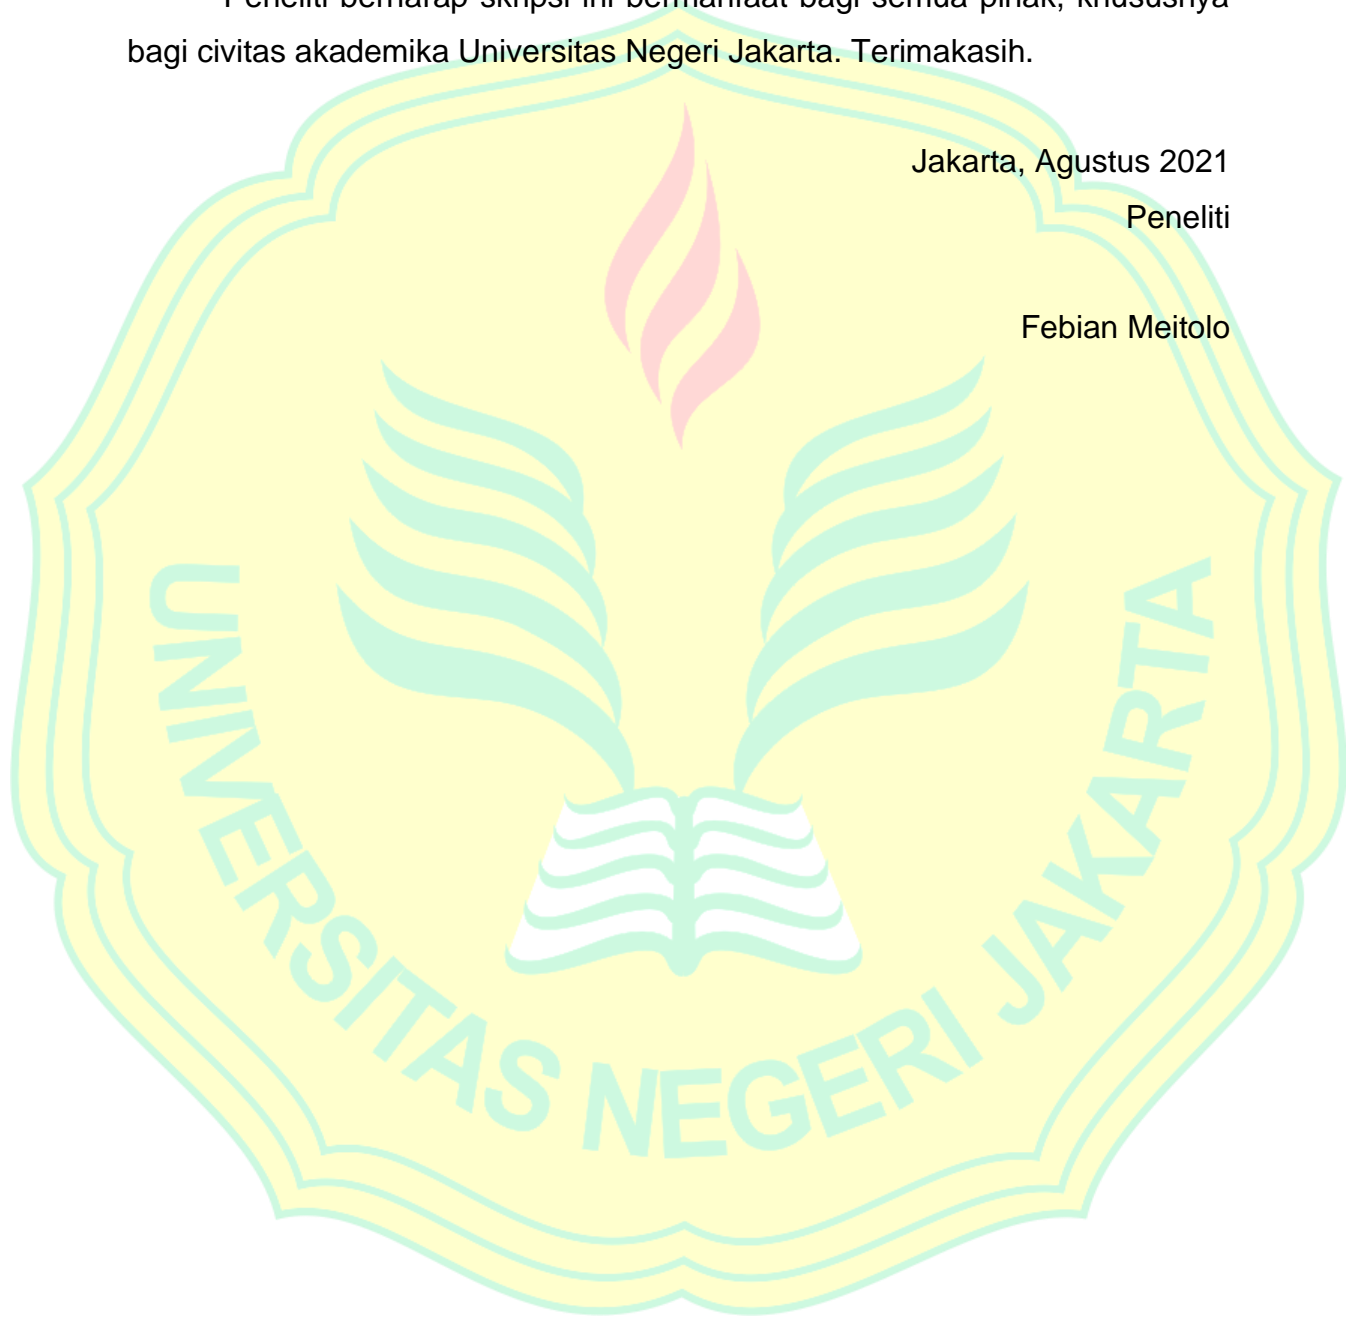 Peneliti berharap skripsi ini bermanfaat bagi semua pihak, khususnya
bagi civitas akademika Universitas Negeri Jakarta. Terimakasih.
Jakarta, Agustus 2021
Peneliti
Febian Meitolo
UNIVERSITAS NEGERI JAKARTA